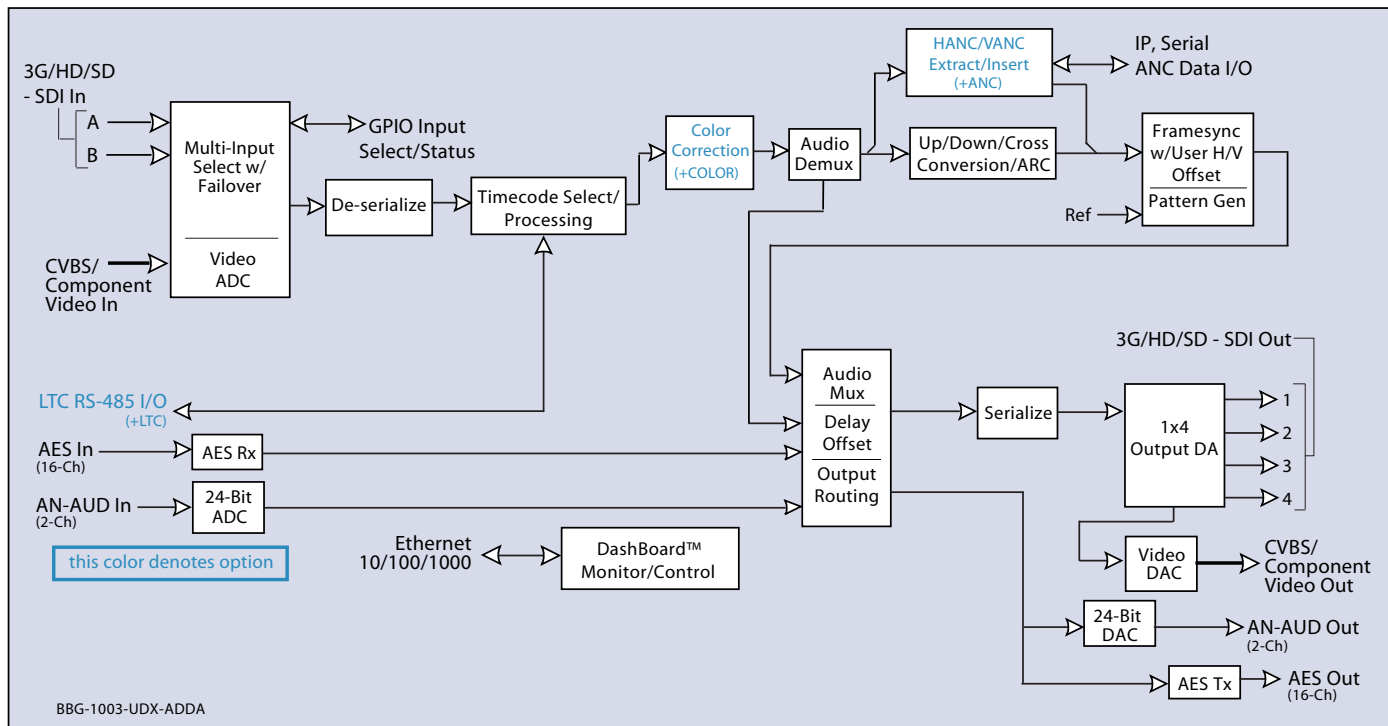 3G/HD/SD
- SDI In
A
B
CVBS/
Component
Video In
Multi-Input
Select w/
Failover
Video
ADC
GPIO Input
Select/Status
De-serialize
Timecode Select/
Processing
Color
Correction
(+COLOR)
Audio
Demux
HANC/VANC
Extract/Insert
(+ANC)
IP, Serial
ANC Data I/O
Up/Down/Cross
Conversion/ARC
Framesync
w/User H/V
Offset
Pattern Gen
Ref
LTC RS-485 I/O
(+LTC)
AES In
(16-Ch)
AES Rx
AN-AUD In
(2-Ch)
24-Bit
ADC
this color denotes option
Ethernet
10/100/1000
DashBoard™
Monitor/Control
Audio
Mux
Delay
Offset
Output
Routing
Serialize
1x4
Output DA
3G/HD/SD - SDI Out
1
2
3
4
Video
DAC
CVBS/
Component
Video Out
24-Bit
DAC
AN-AUD Out
(2-Ch)
AES Tx
AES Out
(16-Ch)
BBG-1003-UDX-ADDA